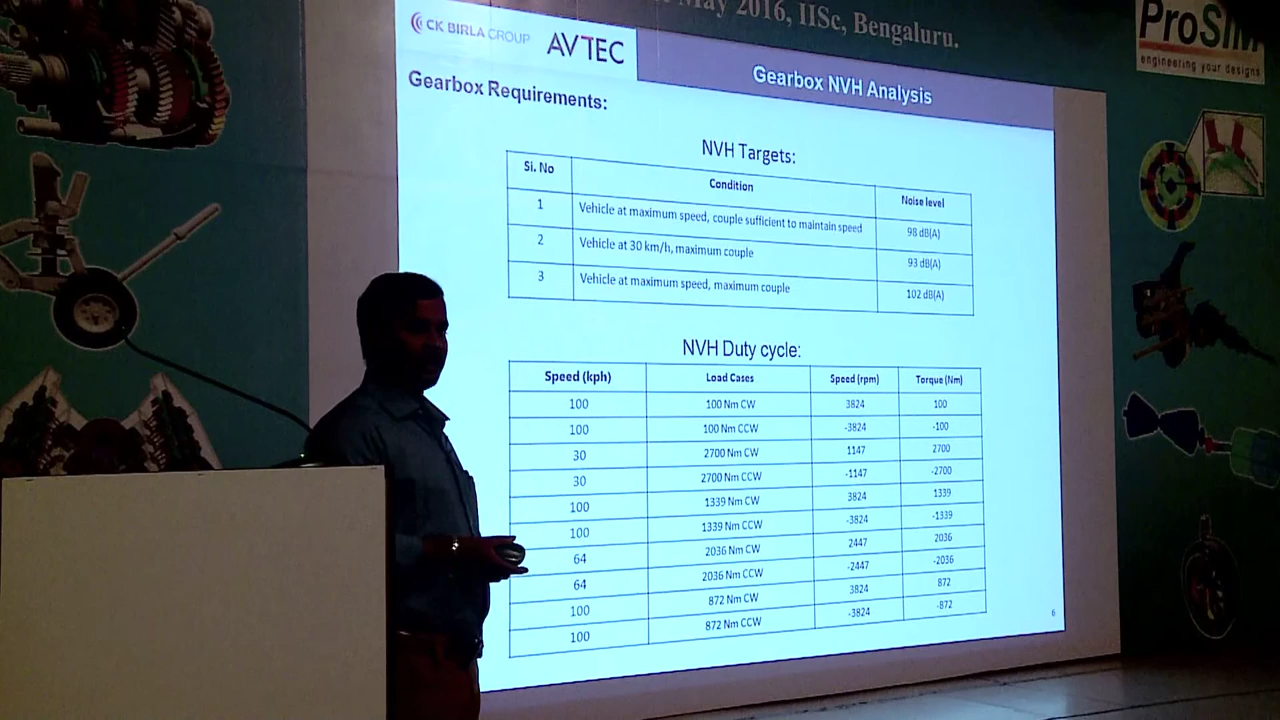 May 2016, IISc, Bengaluru.
ProSIM
engineering your designs
CK BIRLA GROUP AVTEC
Gearbox NVH Analysis
Gearbox Requirements:
NVH Targets:
Si. No Condition Noise level
1 Vehicle at maximum speed, couple sufficient to maintain speed 98 dB(A)
2 Vehicle at 30 km/h, maximum couple 93 dB(A)
3 Vehicle at maximum speed, maximum couple 102 dB(A)
NVH Duty cycle:
Speed (kph) Load Cases Speed (rpm) Torque (Nm)
100 100 Nm CW 3824 100
100 100 Nm CCW -3824 -100
30 2700 Nm CW 1147 2700
30 2700 Nm CCW -1147 -2700
100 1339 Nm CW 3824 1339
100 1339 Nm CCW -3824 -1339
64 2036 Nm CW 2447 2036
64 2036 Nm CCW -2447 -2036
100 872 Nm CW 3824 872
100 872 Nm CCW -3824 -872
6